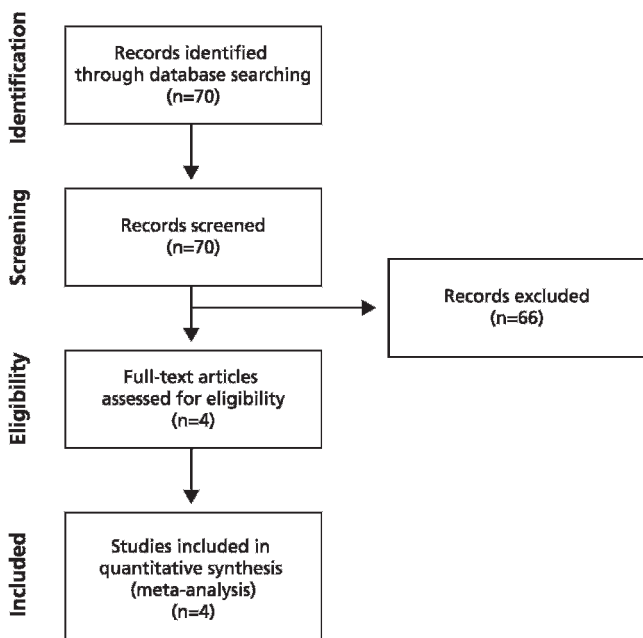 Identification
Records identified
through database searching
(n=70)
Screening
Records screened
(n=70)
Records excluded
(n=66)
Eligibility
Full-text articles
assessed for eligibility
(n=4)
Included
Studies included in
quantitative synthesis
(meta-analysis)
(n=4)